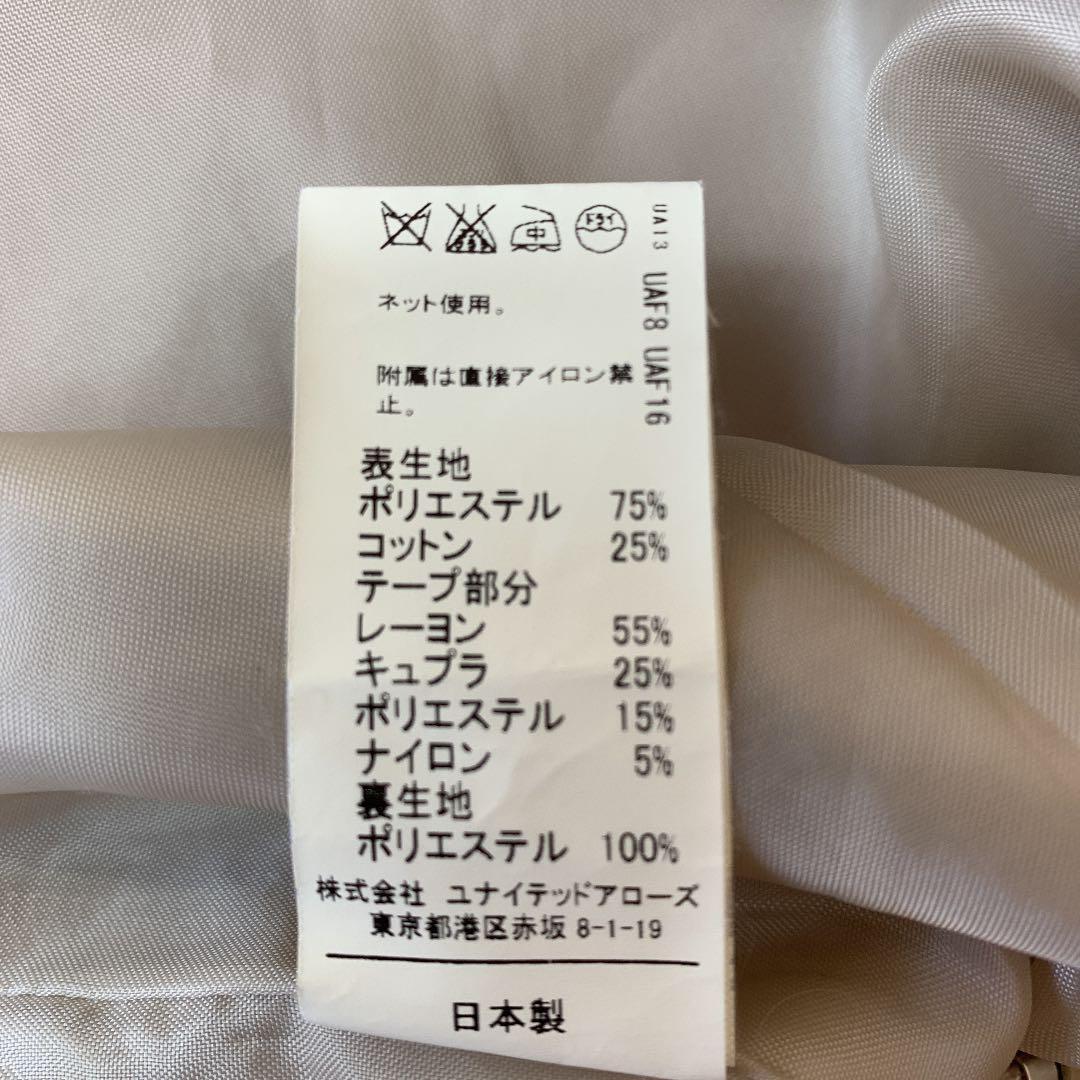 中 ドライ
UA13 UAF8 UAF16
ネット使用。
附属は直接アイロン禁
止。
表生地
ポリエステル 75%
コットン 25%
テープ部分
レーヨン 55%
キュプラ 25%
ポリエステル 15%
ナイロン 5%
裏生地
ポリエステル 100%
株式会社 ユナイテッドアローズ
東京都港区赤坂 8-1-19
日本製